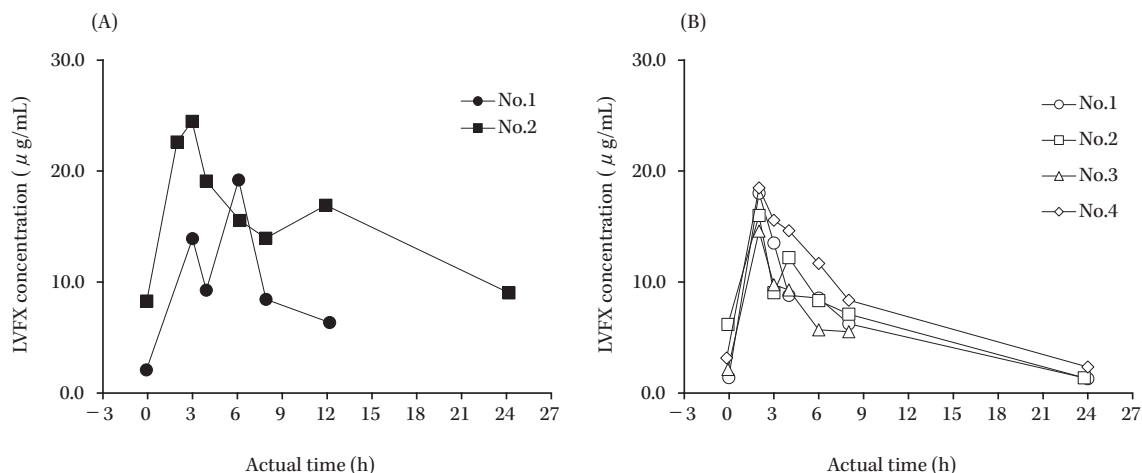 (A)
30.0
20.0
10.0
0.0
LVFX concentration ( μ g/mL)
−3 0 3 6 9 12 15 18 21 24 27
Actual time (h)
No.1
No.2
(B)
30.0
20.0
10.0
0.0
LVFX concentration ( μ g/mL)
−3 0 3 6 9 12 15 18 21 24 27
Actual time (h)
No.1
No.2
No.3
No.4